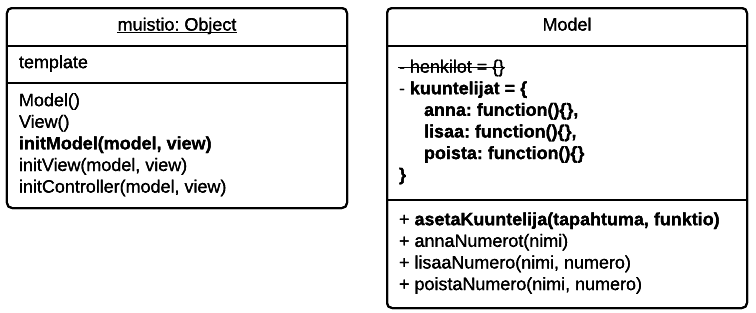 muistio: Object
template
Model()
View()
initModel(model, view)
initView(model, view)
initController(model, view)
Model
- henkilot = {}
- kuuntelijat = {
anna: function(){},
lisaa: function(){},
poista: function(){}
}
+ asetaKuuntelija(tapahtuma, funktio)
+ annaNumerot(nimi)
+ lisaaNumero(nimi, numero)
+ poistaNumero(nimi, numero)